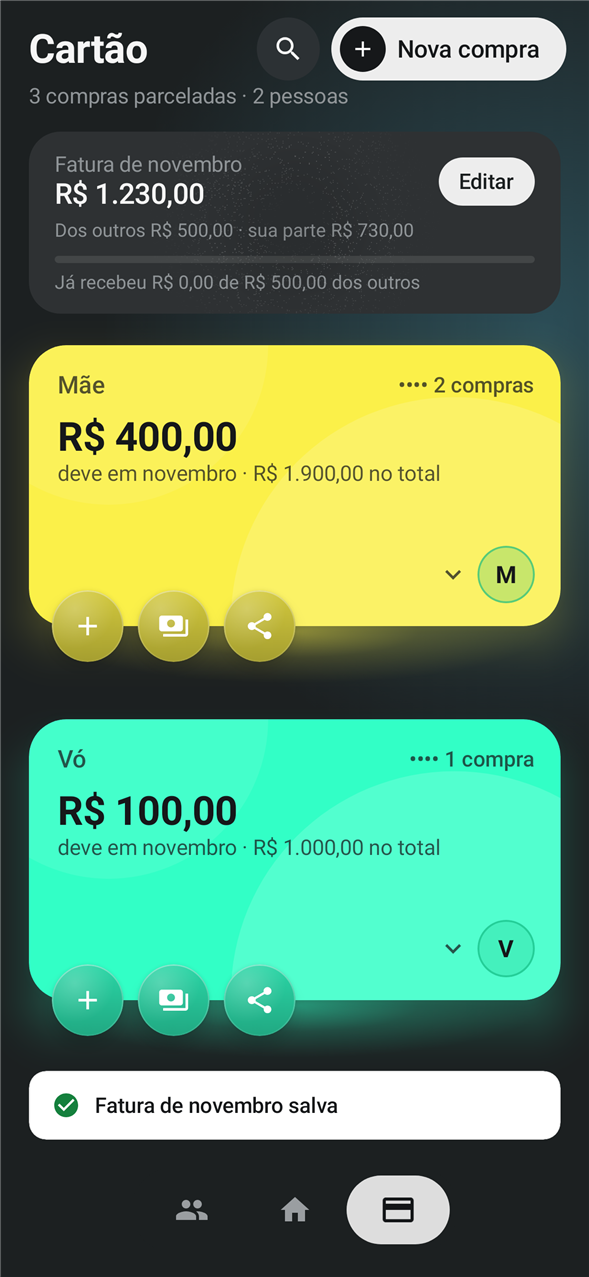 Cartão
Nova compra
3 compras parceladas · 2 pessoas
Fatura de novembro
R$ 1.230,00
Editar
Dos outros R$ 500,00 · sua parte R$ 730,00
Já recebeu R$ 0,00 de R$ 500,00 dos outros
Mãe
•••• 2 compras
R$ 400,00
deve em novembro · R$ 1.900,00 no total
M
Vó
•••• 1 compra
R$ 100,00
deve em novembro · R$ 1.000,00 no total
V
Fatura de novembro salva